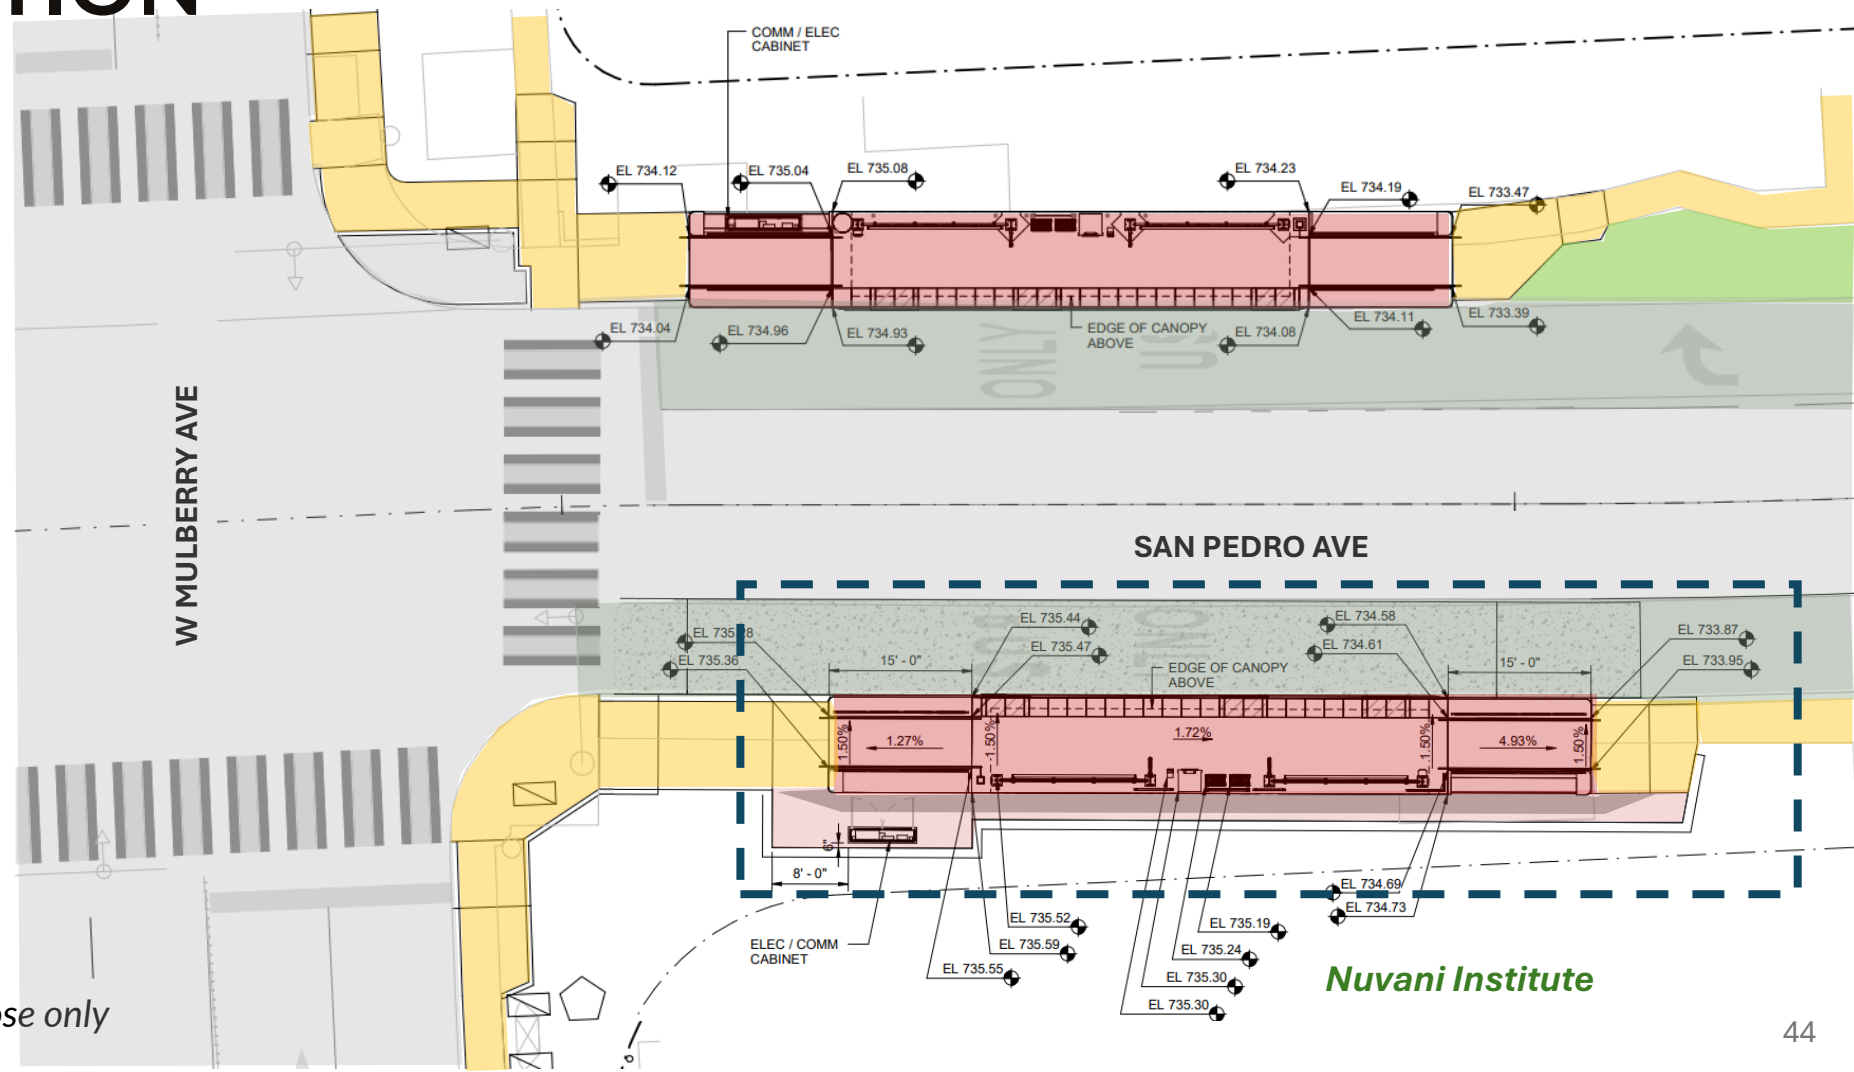 COMM / ELEC
CABINET
EL 734.12
EL 735.04
EL 735.08
EL 734.23
EL 734.19
EL 733.47
EL 734.04
EL 734.96
EL 734.93
EDGE OF CANOPY
ABOVE
EL 734.08
EL 734.11
EL 733.39
ONLY
W MULBERRY AVE
SAN PEDRO AVE
EL 735.28
EL 735.36
15' - 0"
EL 735.44
EL 735.47
EDGE OF CANOPY
ABOVE
EL 734.58
EL 734.61
15' - 0"
EL 733.87
EL 733.95
1.50%
1.27%
1.50%
1.72%
1.50%
4.93%
1.50%
6"
8' - 0"
ELEC / COMM
CABINET
EL 735.52
EL 735.59
EL 735.55
EL 735.19
EL 735.24
EL 735.30
EL 735.30
EL 734.69
EL 734.73
Nuvani Institute
only
44